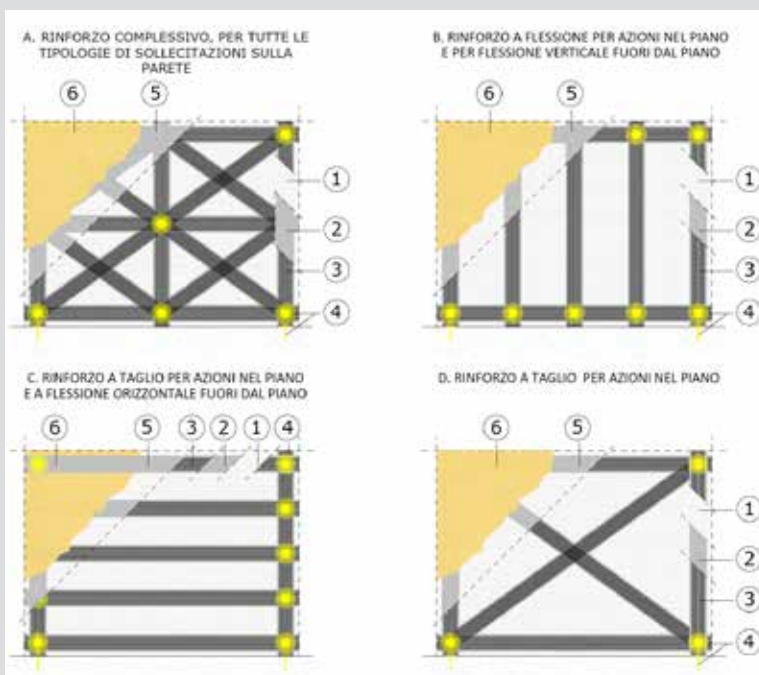 A. RINFORZO COMPLESSIVO, PER TUTTE LE
TIPOLOGIE DI SOLLECITAZIONI SULLA
PARETE
6 5
1
2
3
4
B. RINFORZO A FLESSIONE PER AZIONI NEL PIANO
E PER FLESSIONE VERTICALE FUORI DAL PIANO
6 5
1
2
3
4
C. RINFORZO A TAGLIO PER AZIONI NEL PIANO
E A FLESSIONE ORIZZONTALE FUORI DAL PIANO
6 5 3 2 1 4
D. RINFORZO A TAGLIO PER AZIONI NEL PIANO
6 5
1
2
3
4